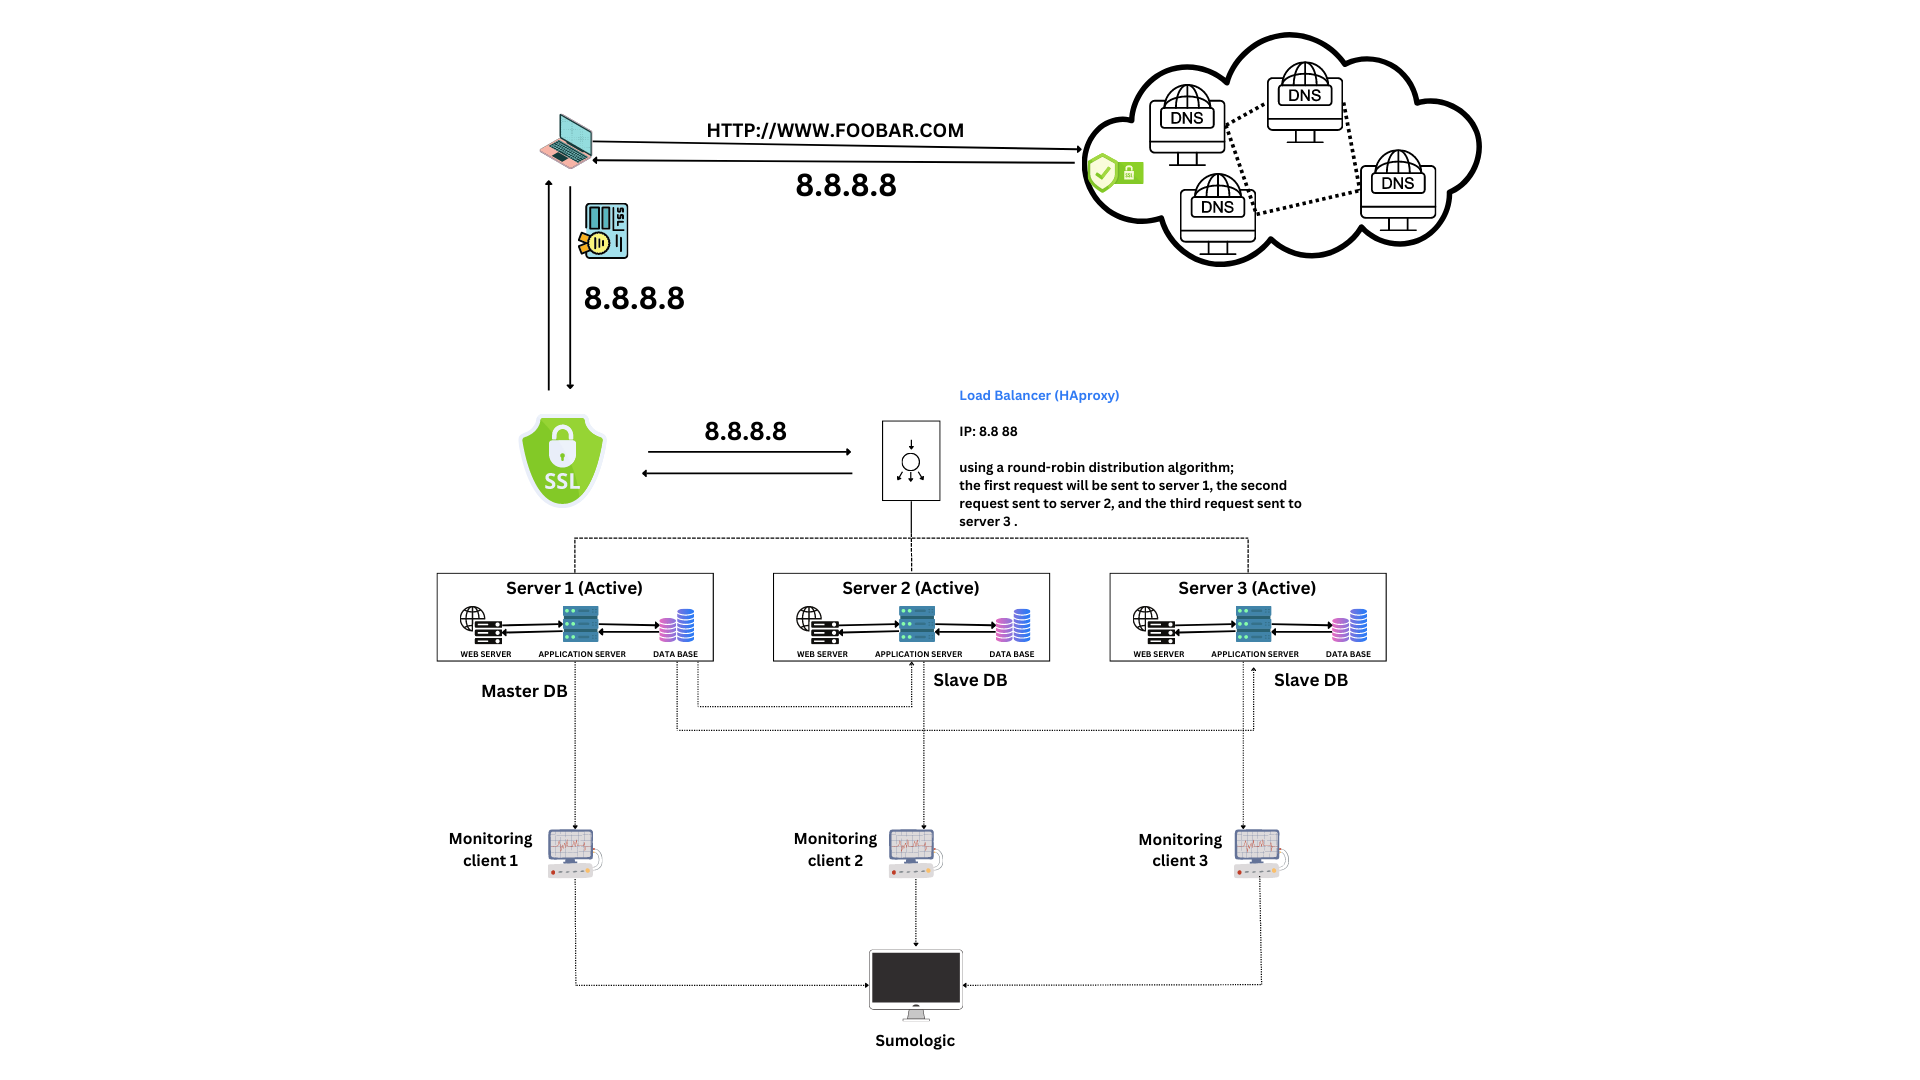 HTTP://WWW.FOOBAR.COM
8.8.8.8
DNS
DNS
DNS
DNS
SSL
8.8.8.8
SSL
8.8.8.8
Load Balancer (HAproxy)
IP: 8.8 88
using a round-robin distribution algorithm;
the first request will be sent to server 1, the second
request sent to server 2, and the third request sent to
server 3 .
Server 1 (Active)
WEB SERVER
APPLICATION SERVER
DATA BASE
Server 2 (Active)
WEB SERVER
APPLICATION SERVER
DATA BASE
Server 3 (Active)
WEB SERVER
APPLICATION SERVER
DATA BASE
Master DB
Slave DB
Slave DB
Monitoring
client 1
Monitoring
client 2
Monitoring
client 3
Sumologic